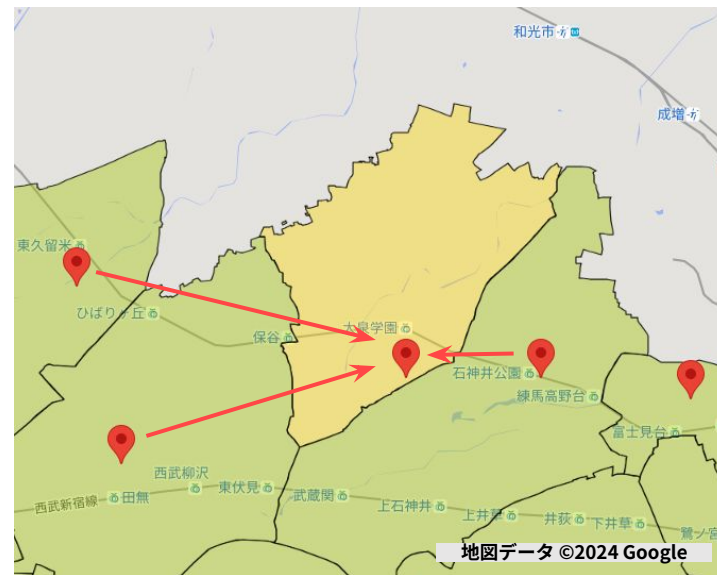 和光市
成増
東久留米
ひばりヶ丘
保谷
大泉学園
石神井公園
練馬高野台
富士見台
西武柳沢
西武新宿線
田無
東伏見
武蔵関
上石神井
上井草
井荻
下井草
鷺ノ宮
地図データ ©2024 Google